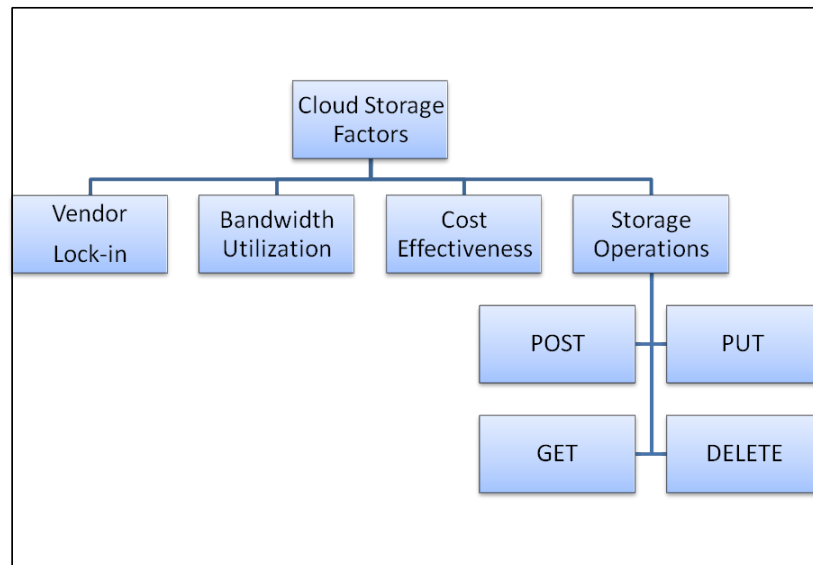 Cloud Storage
Factors
Vendor
Lock-in
Bandwidth
Utilization
Cost
Effectiveness
Storage
Operations
POST
PUT
GET
DELETE